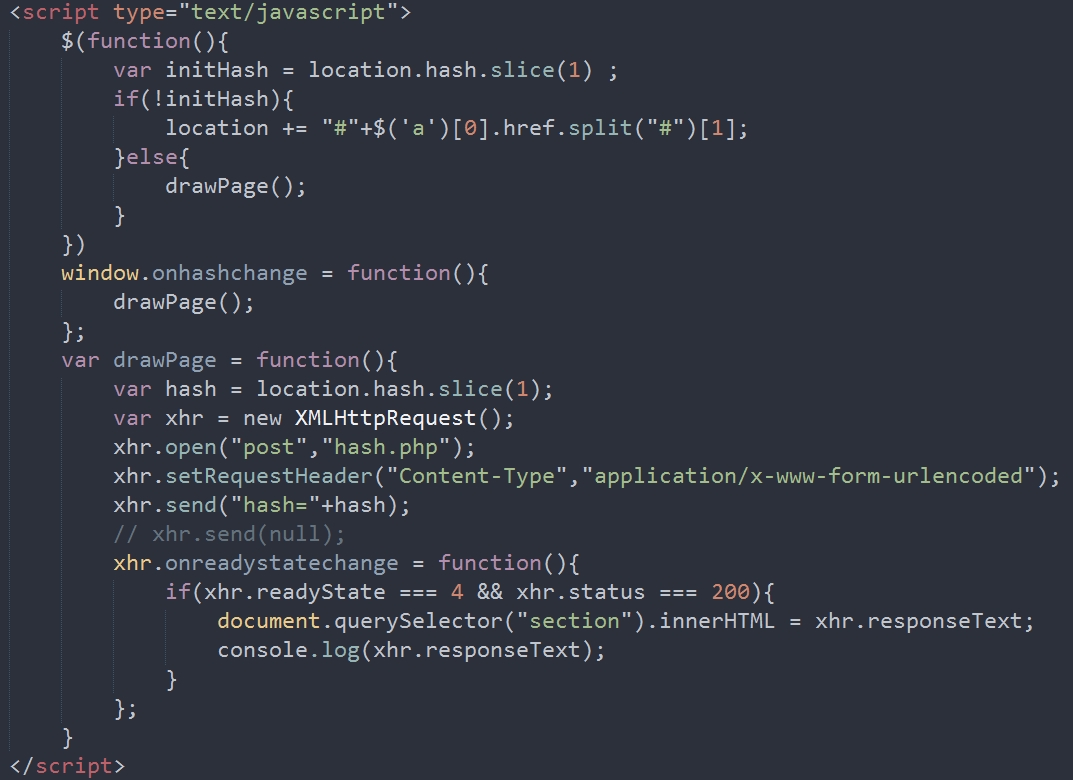 <script type="text/javascript">
    $(function(){
        var initHash = location.hash.slice(1) ;
        if(!initHash){
            location += "#"+$('a')[0].href.split("#")[1];
        }else{
            drawPage();
        }
    })
    window.onhashchange = function(){
        drawPage();
    };
    var drawPage = function(){
        var hash = location.hash.slice(1);
        var xhr = new XMLHttpRequest();
        xhr.open("post","hash.php");
        xhr.setRequestHeader("Content-Type","application/x-www-form-urlencoded");
        xhr.send("hash="+hash);
        // xhr.send(null);
        xhr.onreadystatechange = function(){
            if(xhr.readyState === 4 && xhr.status === 200){
                document.querySelector("section").innerHTML = xhr.responseText;
                console.log(xhr.responseText);
            }
        };
    }
</script>